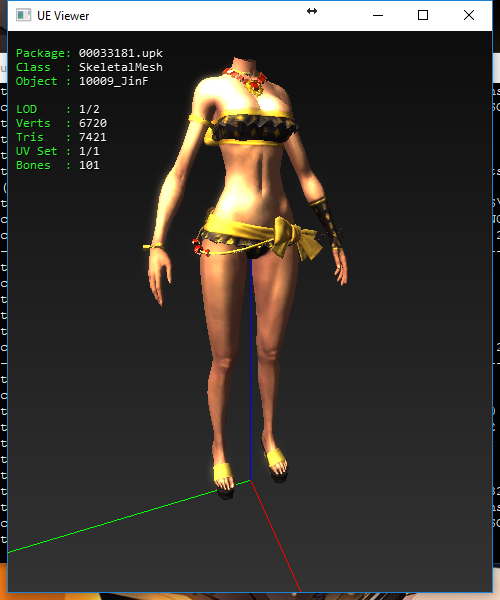 UE Viewer
Package: 00033181.upk
Class : SkeletalMesh
Object : 10009_JinF
LOD : 1/2
Verts : 6720
Tris : 7421
UV Set : 1/1
Bones : 101